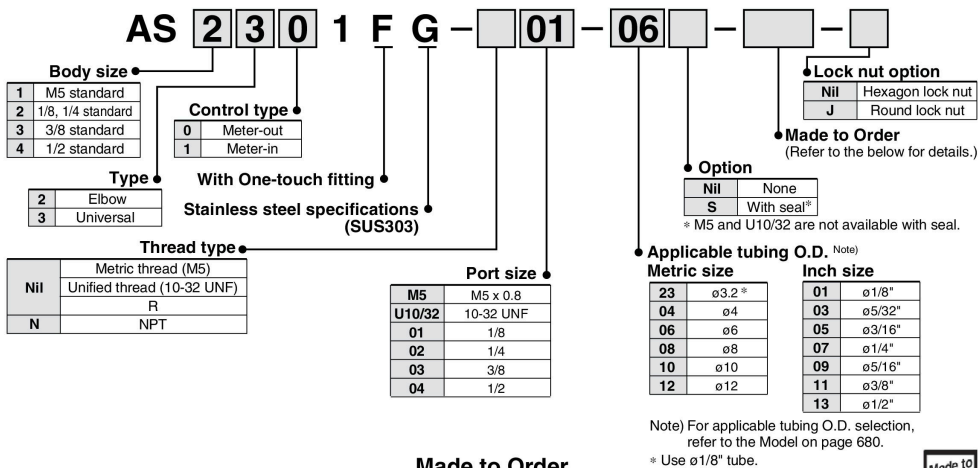 AS 2 3 0 1 F G – 01 – 06 – –
Body size
1 M5 standard
2 1/8, 1/4 standard
3 3/8 standard
4 1/2 standard
Type
2 Elbow
3 Universal
Control type
0 Meter-out
1 Meter-in
With One-touch fitting
Stainless steel specifications
(SUS303)
Thread type
Nil Metric thread (M5)
Unified thread (10-32 UNF)
R
N NPT
Port size
M5 M5 x 0.8
U10/32 10-32 UNF
01 1/8
02 1/4
03 3/8
04 1/2
Lock nut option
Nil Hexagon lock nut
J Round lock nut
Made to Order
(Refer to the below for details.)
Option
Nil None
S With seal*
* M5 and U10/32 are not available with seal.
Applicable tubing O.D. Note)
Metric size
23 ø3.2 *
04 ø4
06 ø6
08 ø8
10 ø10
12 ø12
Inch size
01 ø1/8"
03 ø5/32"
05 ø3/16"
07 ø1/4"
09 ø5/16"
11 ø3/8"
13 ø1/2"
Note) For applicable tubing O.D. selection,
refer to the Model on page 680.
* Use ø1/8" tube.
Made to Order
Made to